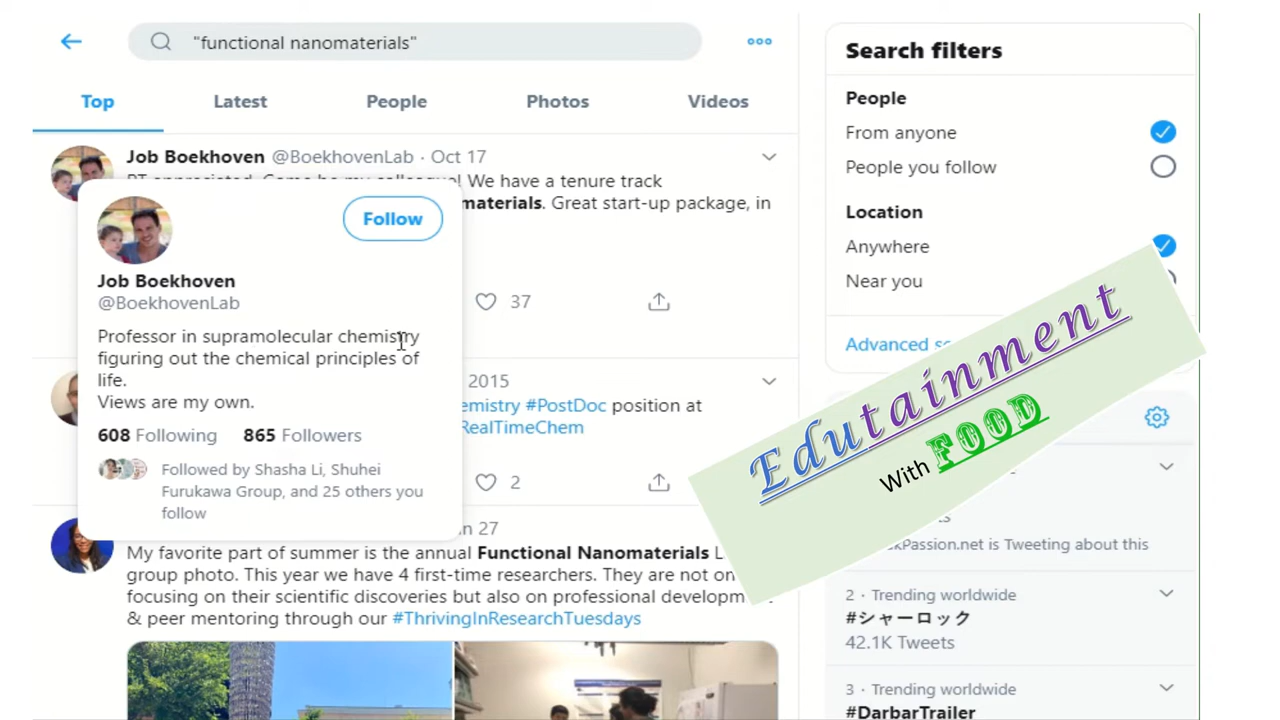 "functional nanomaterials"
Top
Latest
People
Photos
Videos
Job Boekhoven @BoekhovenLab · Oct 17
We have a tenure track
materials. Great start-up package, in
37
Follow
Job Boekhoven
@BoekhovenLab
Professor in supramolecular chemistry
figuring out the chemical principles of
life.
Views are my own.
608 Following 865 Followers
Followed by Shasha Li, Shuhei
Furukawa Group, and 25 others you
follow
2015
#PostDoc position at
RealTimeChem
2
27
My favorite part of summer is the annual Functional Nanomaterials
group photo. This year we have 4 first-time researchers. They are not
focusing on their scientific discoveries but also on professional
& peer mentoring through our #ThrivingInResearchTuesdays
Search filters
People
From anyone
People you follow
Location
Anywhere
Near you
Advanced
Edutainment
With FOOD
is Tweeting about this
2 · Trending worldwide
#シャーロック
42.1K Tweets
3 · Trending worldwide
#DarbarTrailer